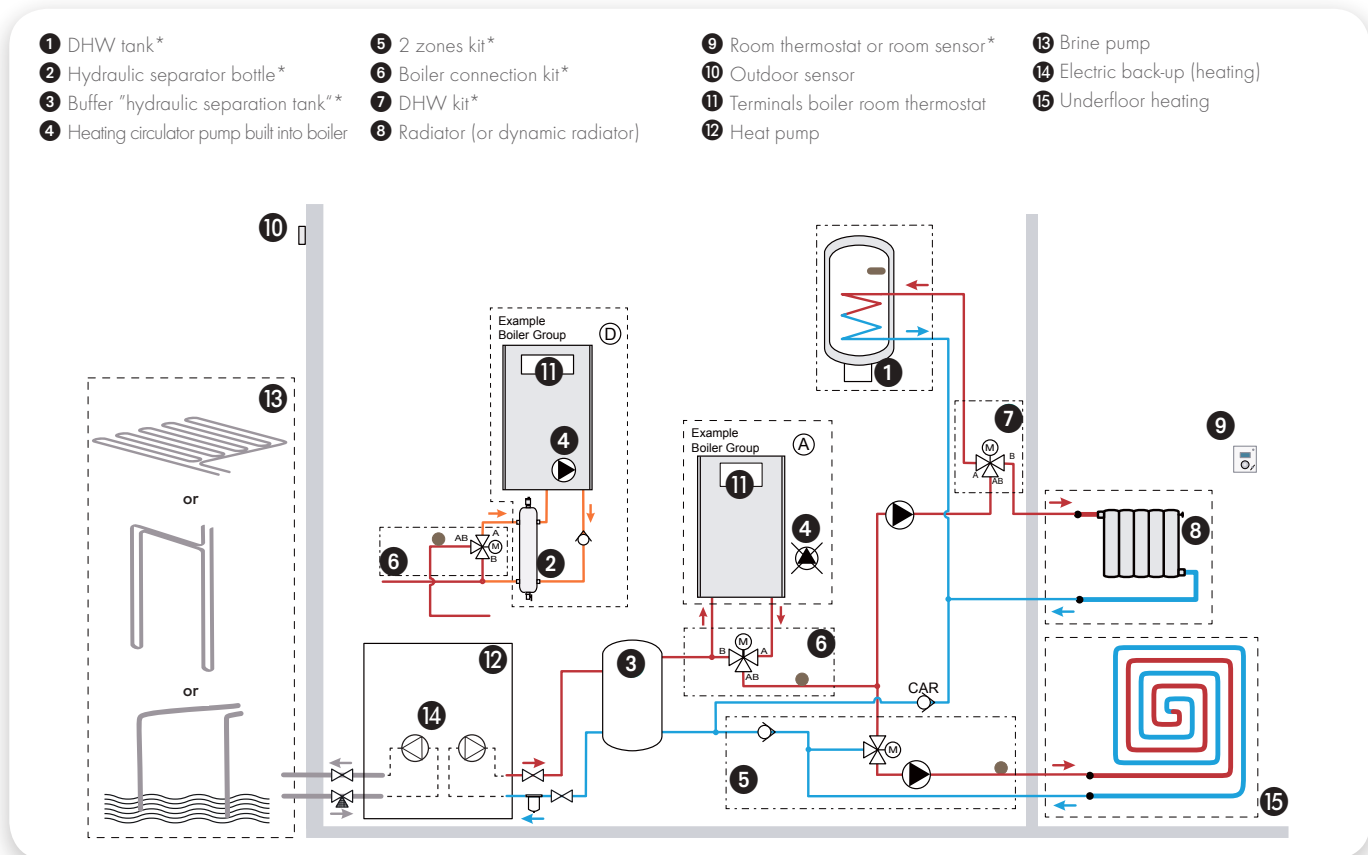 1 DHW tank*
2 Hydraulic separator bottle*
3 Buffer "hydraulic separation tank"*
4 Heating circulator pump built into boiler
5 2 zones kit*
6 Boiler connection kit*
7 DHW kit*
8 Radiator (or dynamic radiator)
9 Room thermostat or room sensor*
10 Outdoor sensor
11 Terminals boiler room thermostat
12 Heat pump
13 Brine pump
14 Electric back-up (heating)
15 Underfloor heating
10
Example
Boiler Group
D
11
4
AB
A
M
B
6
2
13
or
or
12
14
3
Example
Boiler Group
A
11
4
M
B
A
AB
6
1
7
M
B
A
AB
CAR
M
5
9
8
15